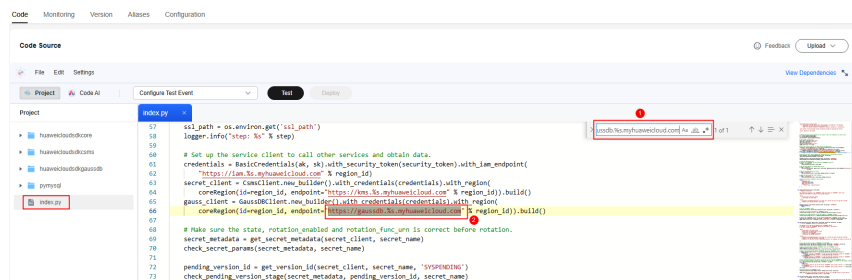 Code Monitoring Version Aliases Configuration
Code Source
Feedback Upload
File Edit Settings
View Dependencies
Project Code AI Configure Test Event Test Deploy
Project
index.py ×
1
ussdb.%s.myhuaweicloud.com Aa .* 1 of 1
huaweicloudsdkcore
huaweicloudsdkcsms
huaweicloudsdkgaussdb
pymysql
index.py
57 ssl_path = os.environ.get('ssl_path')
58 logger.info("step: %s" % step)
59
60 # Set up the service client to call other services and obtain data.
61 credentials = BasicCredentials(ak, sk).with_security_token(security_token).with_iam_endpoint(
62 "https://iam.%s.myhuaweicloud.com" % region_id)
63 secret_client = CsmsClient.new_builder().with_credentials(credentials).with_region(
64 coreRegion(id=region_id, endpoint="https://kms.%s.myhuaweicloud.com" % region_id)).build()
65 gauss_client = GaussDBClient.new_builder().with_credentials(credentials).with_region(
66 coreRegion(id=region_id, endpoint="https://gaussdb.%s.myhuaweicloud.com" % region_id)).build()
2
67
68 # Make sure the state, rotation_enabled and rotation_func_urn is correct before rotation.
69 secret_metadata = get_secret_metadata(secret_client, secret_name)
70 check_secret_params(secret_metadata, secret_name)
71
72 pending_version_id = get_version_id(secret_client, secret_name, 'SYSPENDING')
73 check_pending_version_stage(secret_metadata, pending_version_id, secret_name)